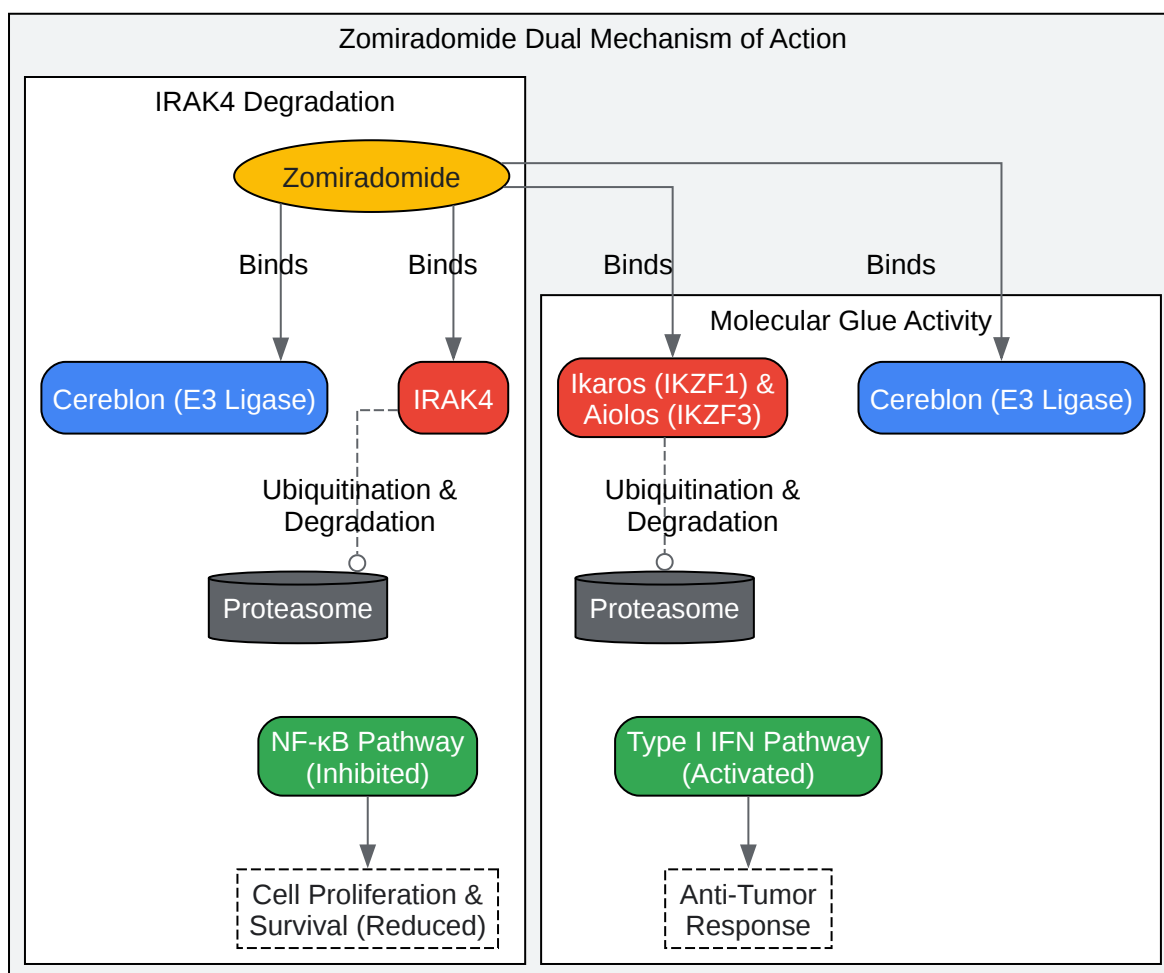 Zomiradomide Dual Mechanism of Action
IRAK4 Degradation
Zomiradomide
Binds
Binds
Binds
Binds
Molecular Glue Activity
Cereblon (E3 Ligase)
IRAK4
Ikaros (IKZF1) &
Aiolos (IKZF3)
Cereblon (E3 Ligase)
Ubiquitination &
Degradation
Ubiquitination &
Degradation
Proteasome
Proteasome
NF-κB Pathway
(Inhibited)
Type I IFN Pathway
(Activated)
Cell Proliferation &
Survival (Reduced)
Anti-Tumor
Response